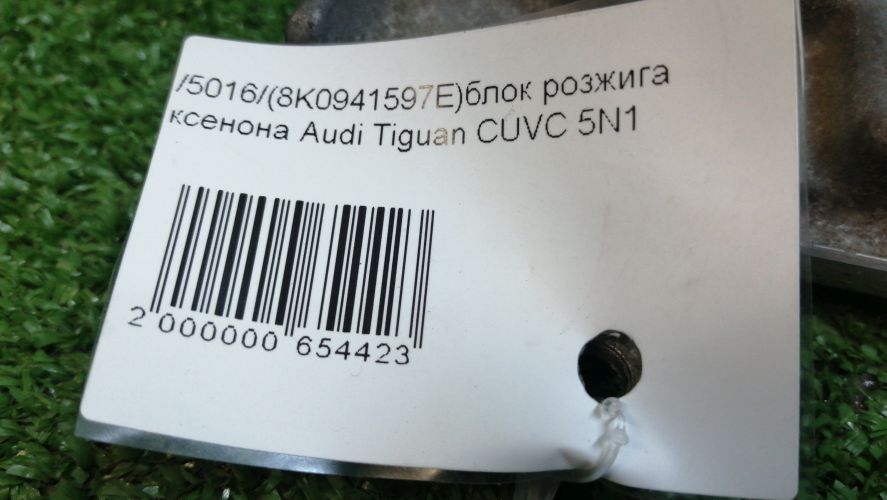 /5016/(8K0941597E)блок розжига
ксенона Audi Tiguan CUVC 5N1
2 000000 654423